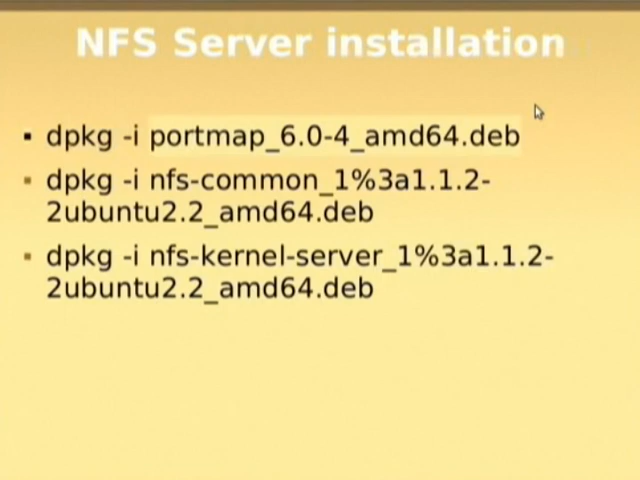 NFS Server installation
dpkg -i portmap_6.0-4_amd64.deb
dpkg -i nfs-common_1%3a1.1.2-
2ubuntu2.2_amd64.deb
dpkg -i nfs-kernel-server_1%3a1.1.2-
2ubuntu2.2_amd64.deb